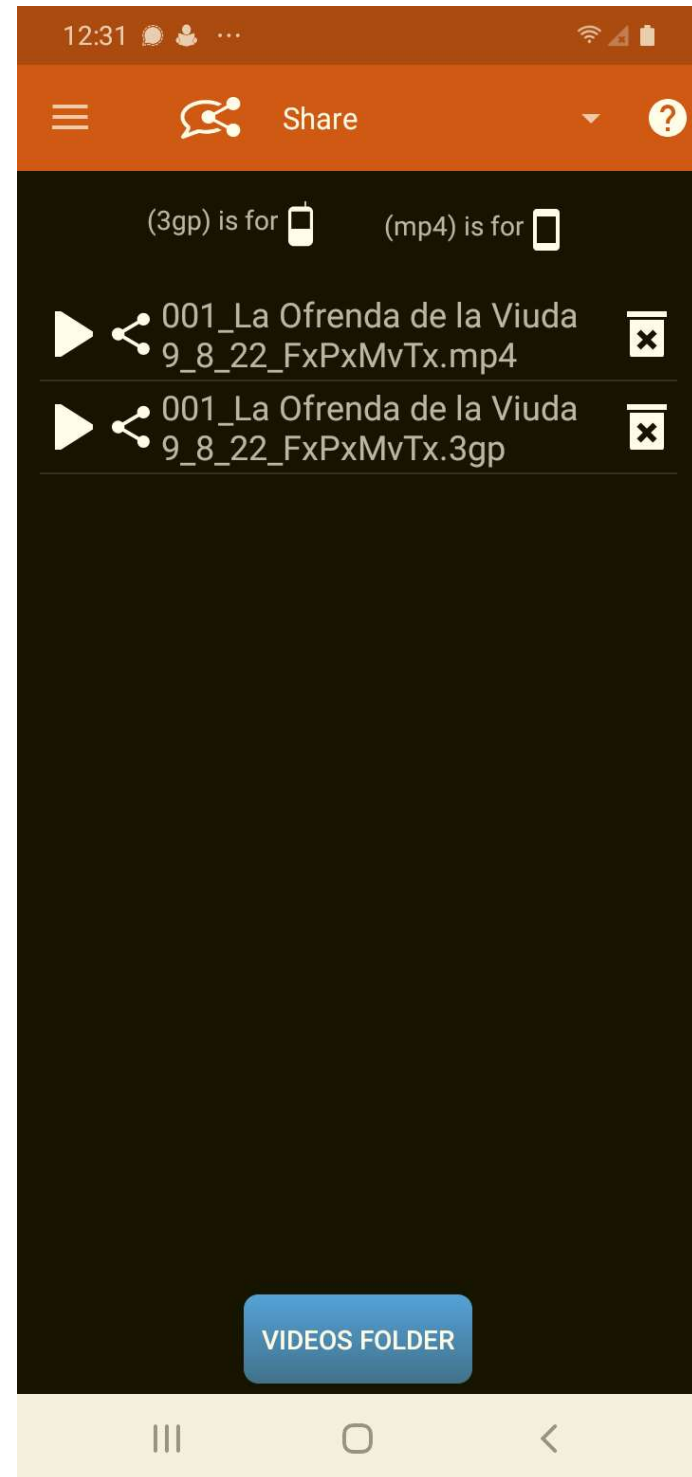 12:31
Share
(3gp) is for
(mp4) is for
001_La Ofrenda de la Viuda
9_8_22_FxPxMvTx.mp4
001_La Ofrenda de la Viuda
9_8_22_FxPxMvTx.3gp
VIDEOS FOLDER